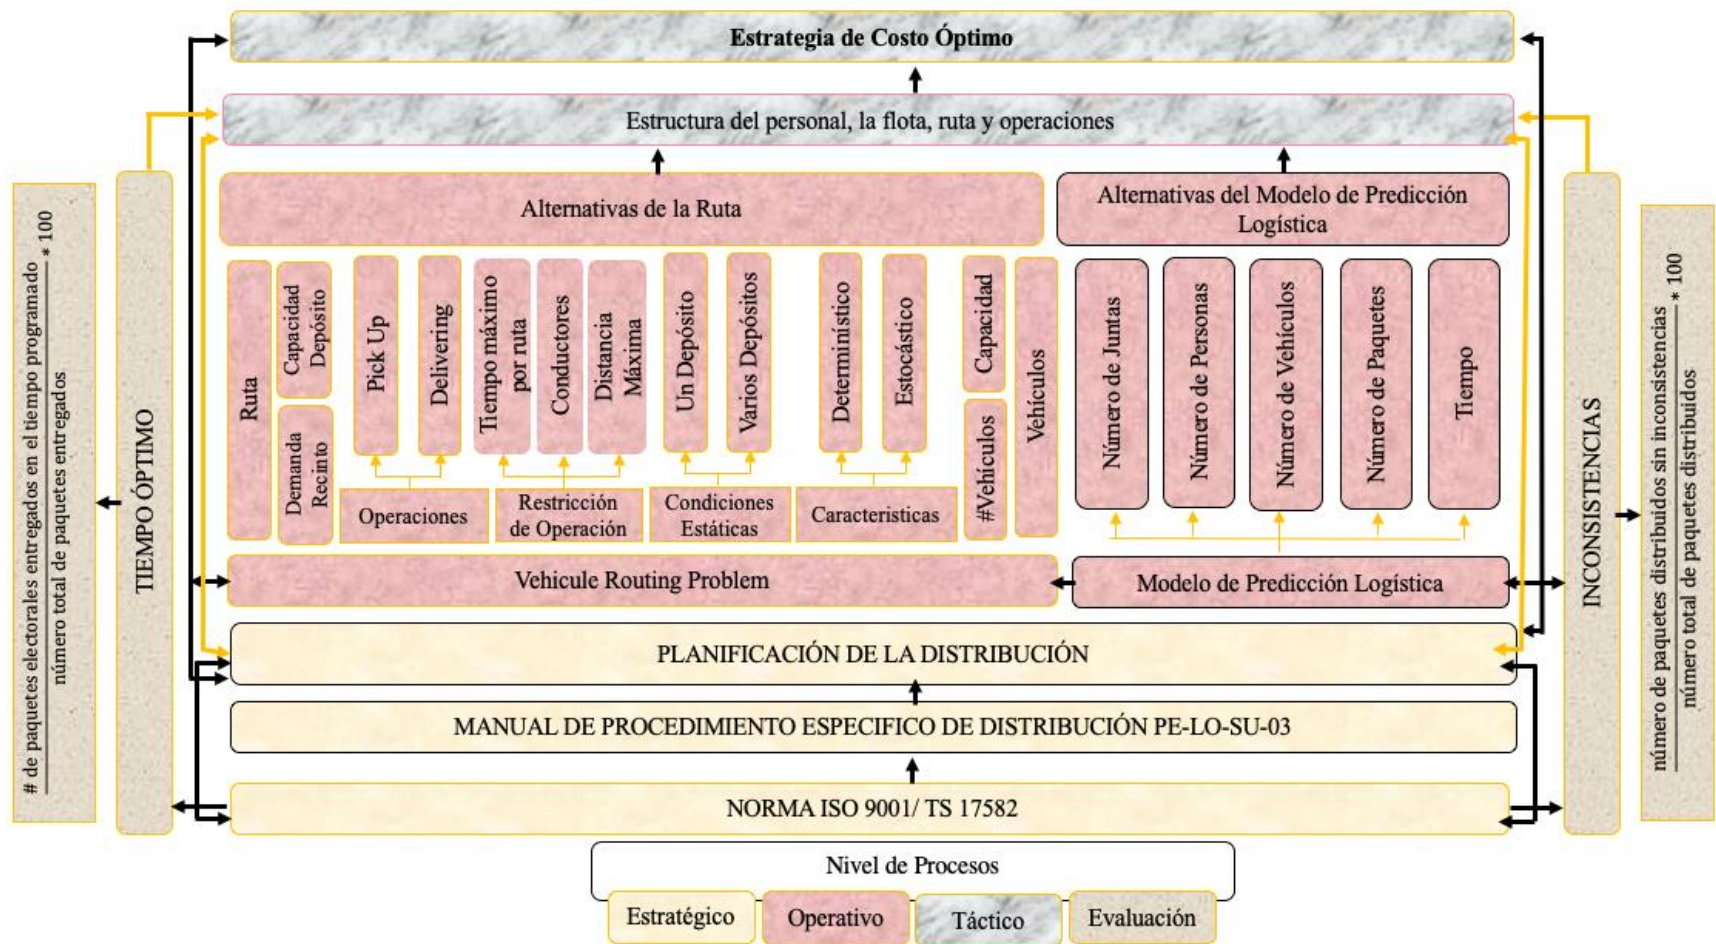 Estrategia de Costo Óptimo
Estructura del personal, la flota, ruta y operaciones
Alternativas de la Ruta
Alternativas del Modelo de Predicción
Logística
# de paquetes electorales entregados en el tiempo programado
número total de paquetes entregados
* 100
TIEMPO ÓPTIMO
Ruta
Capacidad
Depósito
Demanda
Recinto
Pick Up
Delivering
Tiempo máximo
por ruta
Conductores
Distancia
Máxima
Un Depósito
Varios Depósitos
Determinístico
Estocástico
Capacidad
#Vehículos
Vehículos
Operaciones
Restricción
de Operación
Condiciones
Estáticas
Caracteristicas
Número de Juntas
Número de Personas
Número de Vehículos
Número de Paquetes
Tiempo
INCONSISTENCIAS
número de paquetes distribuidos sin inconsistencias
número total de paquetes distribuidos
* 100
Vehicule Routing Problem
Modelo de Predicción Logística
PLANIFICACIÓN DE LA DISTRIBUCIÓN
MANUAL DE PROCEDIMIENTO ESPECIFICO DE DISTRIBUCIÓN PE-LO-SU-03
NORMA ISO 9001/ TS 17582
Nivel de Procesos
Estratégico
Operativo
Táctico
Evaluación